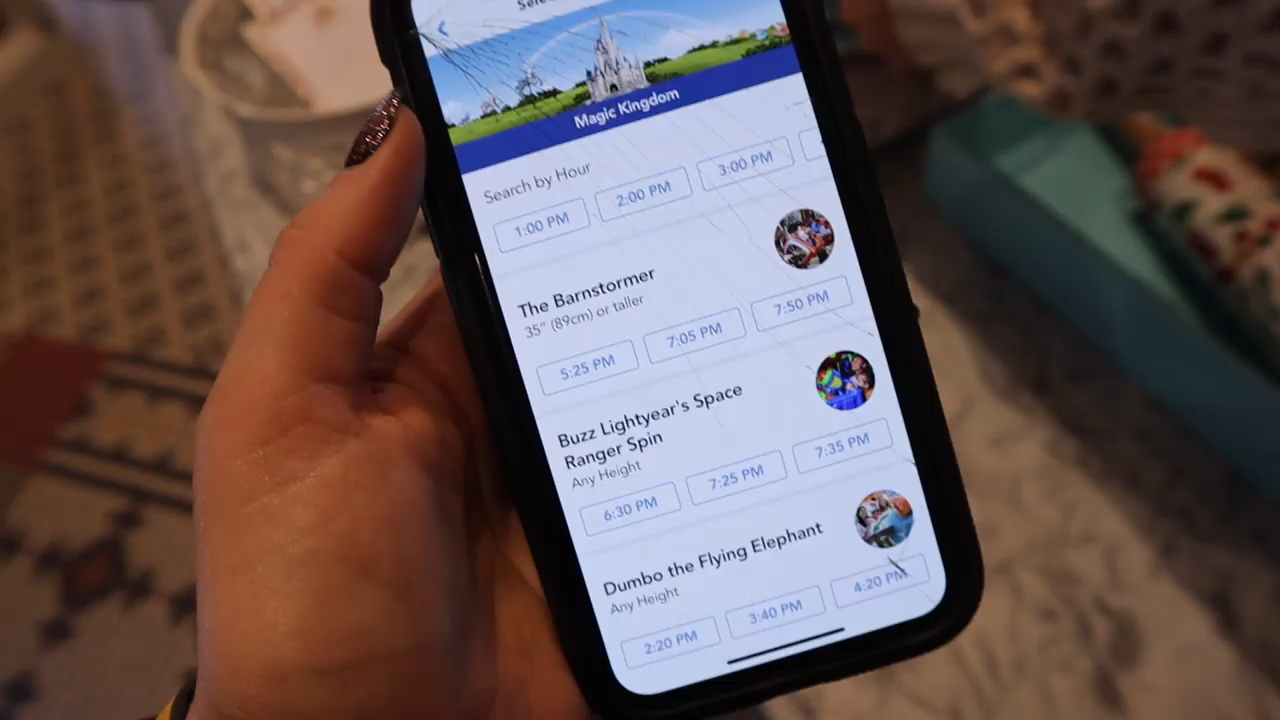 Magic Kingdom
Search by Hour
1:00 PM 2:00 PM 3:00 PM
The Barnstormer
35" (89cm) or taller
5:25 PM 7:05 PM 7:50 PM
Buzz Lightyear's Space
Ranger Spin
Any Height
6:30 PM 7:25 PM 7:35 PM
Dumbo the Flying Elephant
Any Height
2:20 PM 3:40 PM 4:20 PM